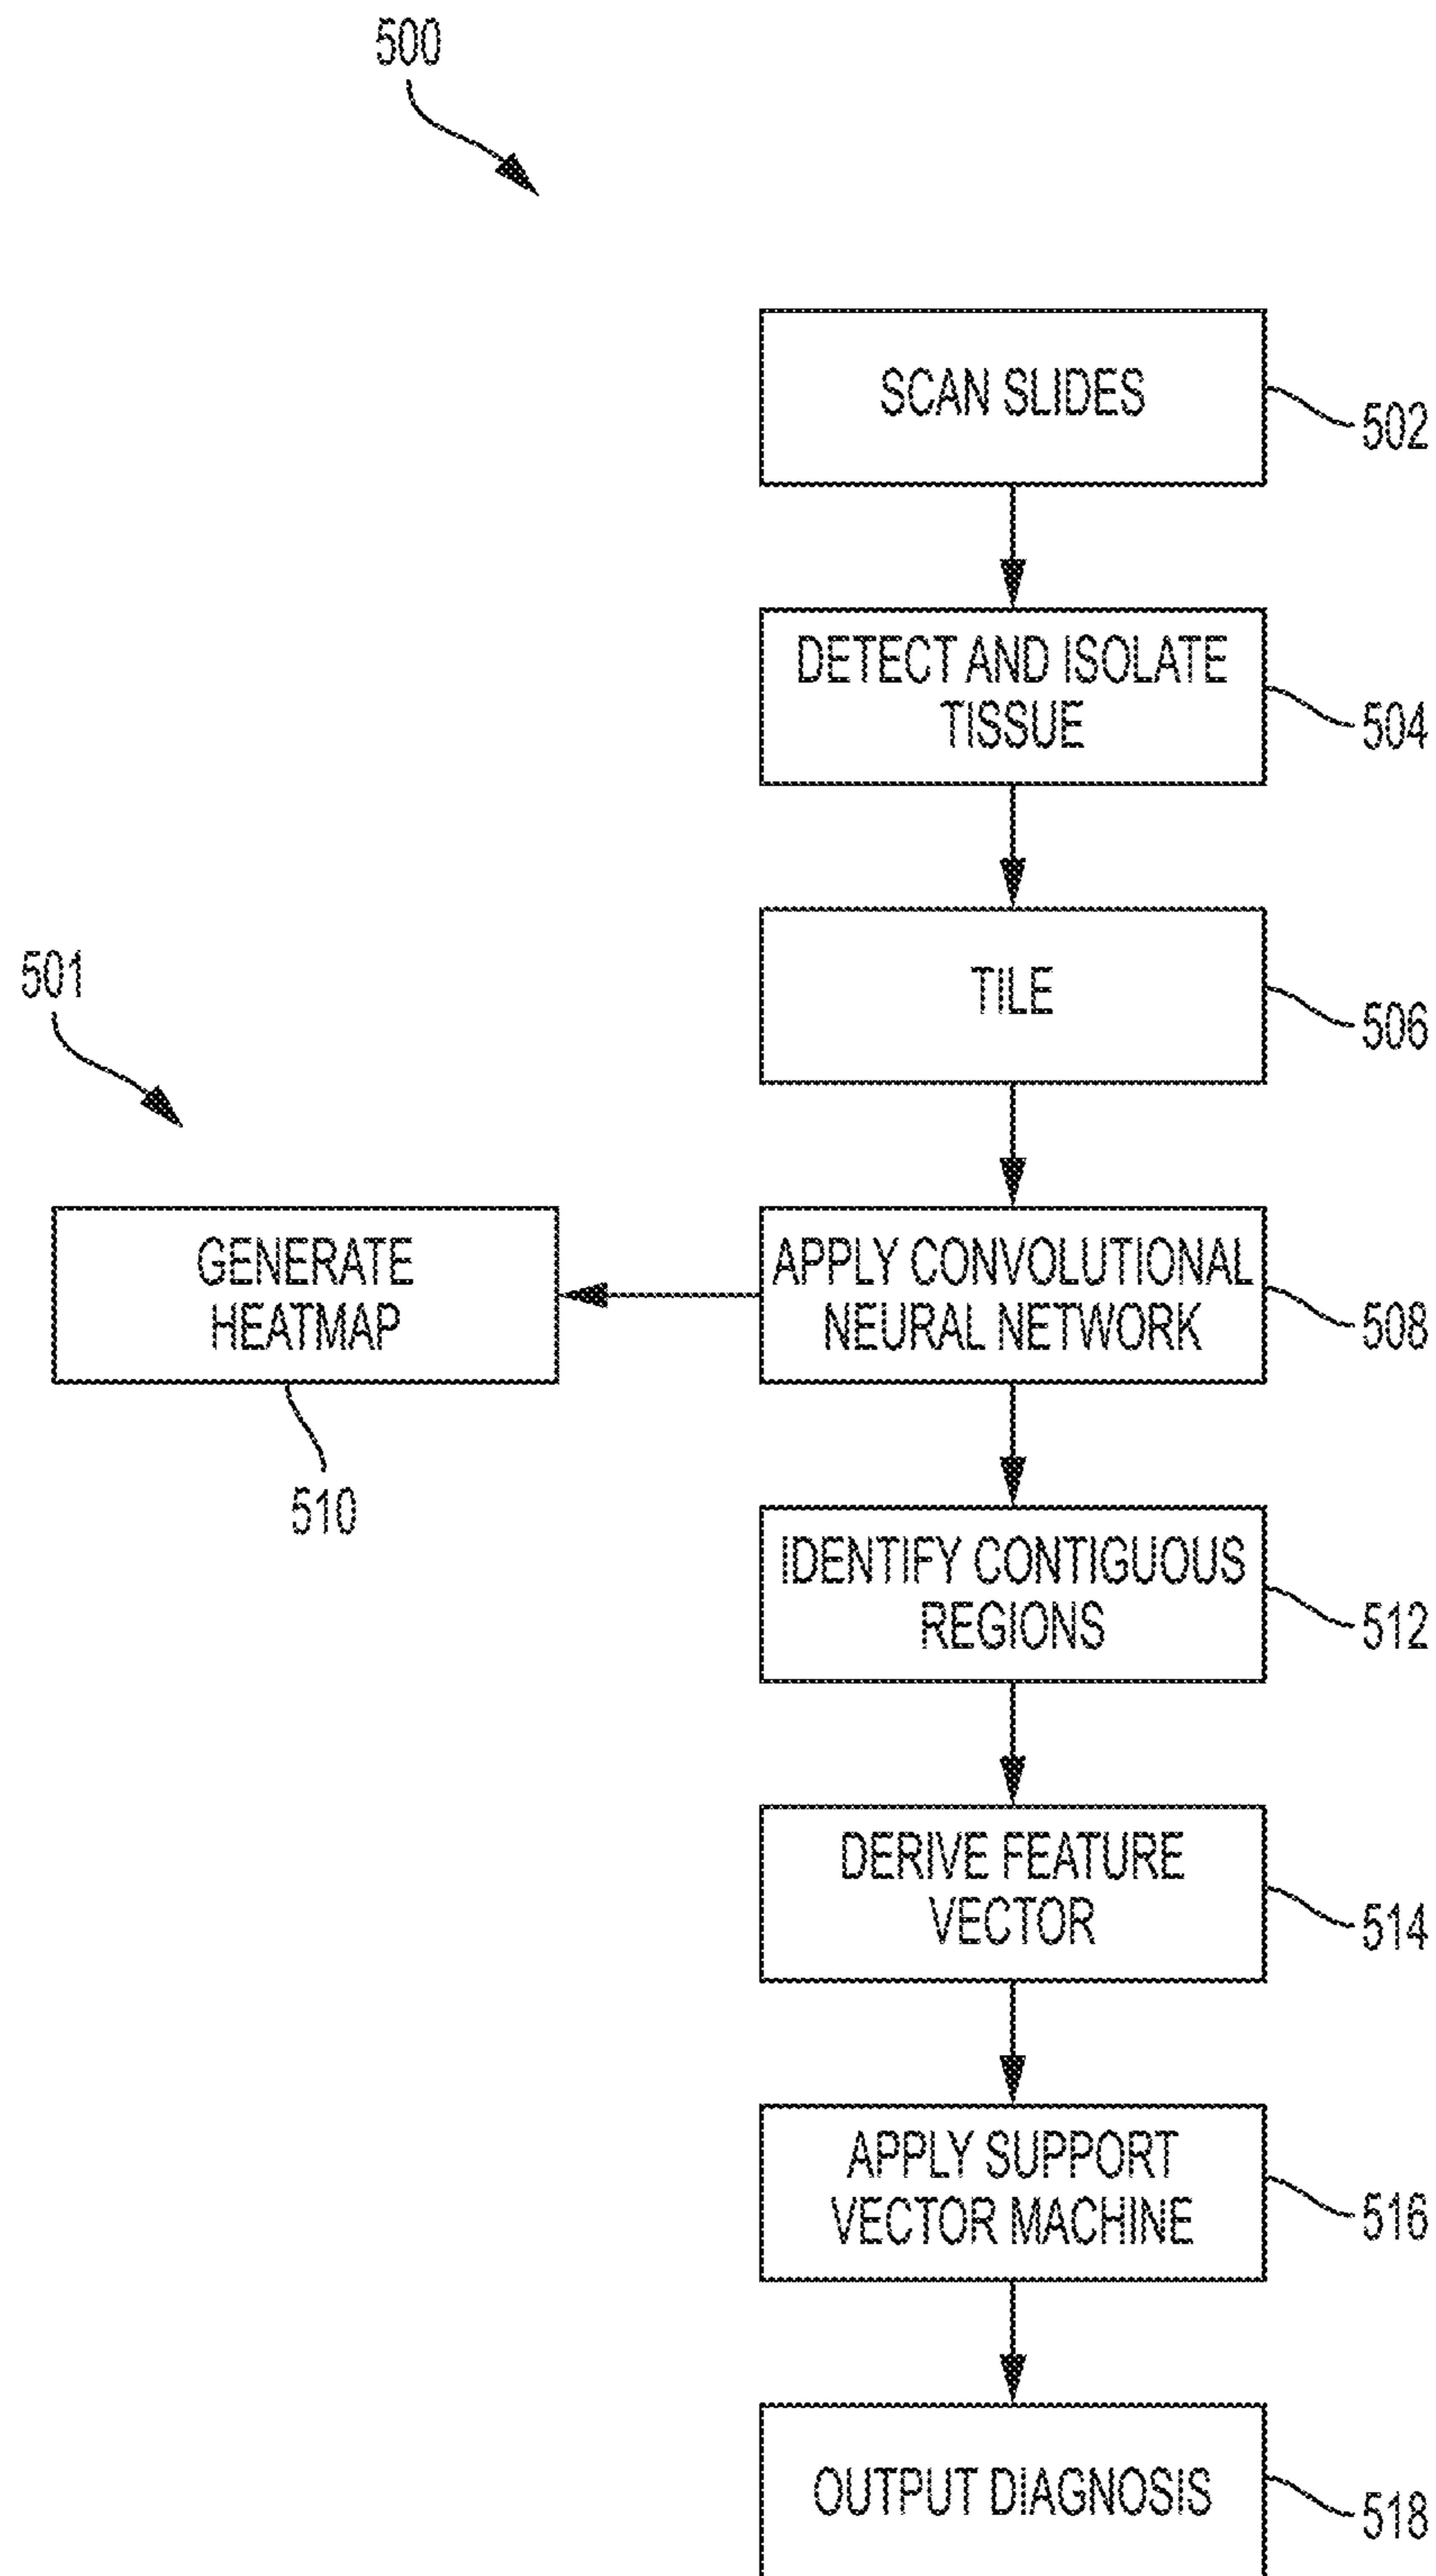 500
SCAN SLIDES
502
DETECT AND ISOLATE
TISSUE
504
TILE
506
501
GENERATE
HEATMAP
510
APPLY CONVOLUTIONAL
NEURAL NETWORK
508
IDENTIFY CONTIGUOUS
REGIONS
512
DERIVE FEATURE
VECTOR
514
APPLY SUPPORT
VECTOR MACHINE
516
OUTPUT DIAGNOSIS
518